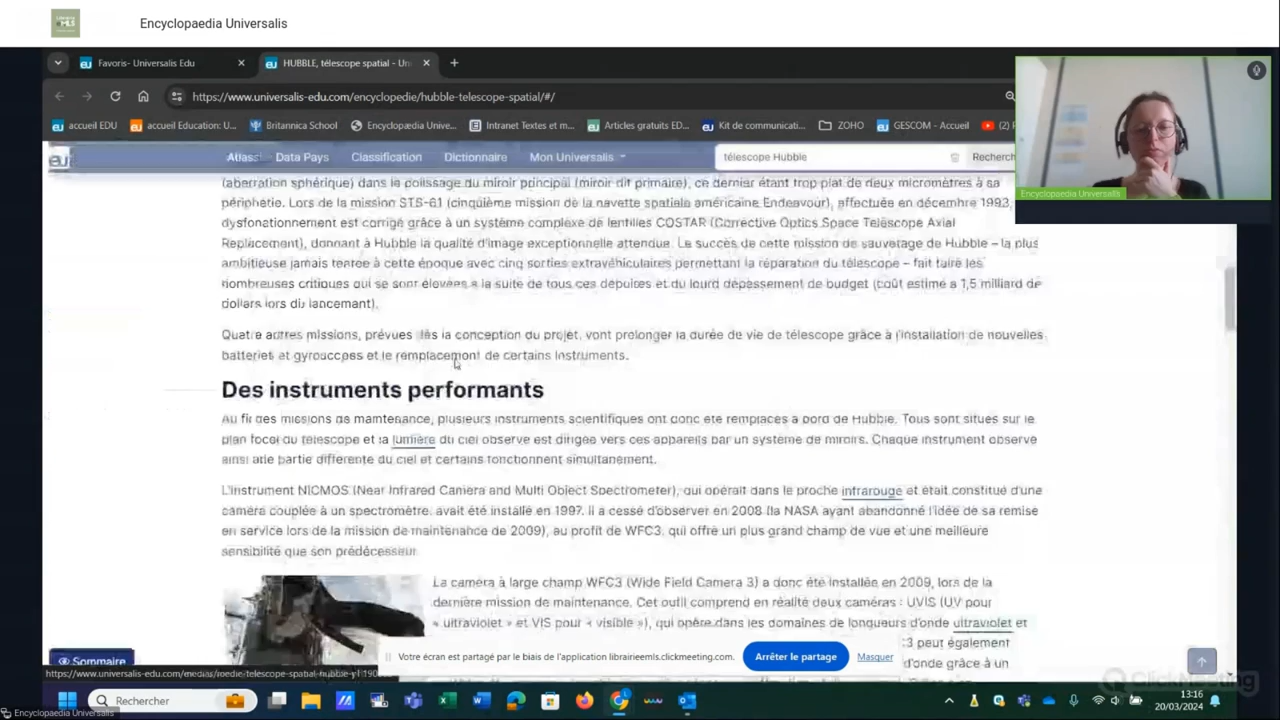 Encyclopaedia Universalis
Favoris- Universalis Edu
HUBBLE, télescope spatial - Un
https://www.universalis-edu.com/encyclopedie/hubble-telescope-spatial/#/
accueil EDU
accueil Education: U...
Britannica School
Encyclopædia Unive...
Intranet Textes et m...
Articles gratuits ED...
Kit de communicati...
ZOHO
GESCOM - Accueil
Atlas
Data Pays
Classification
Dictionnaire
Mon Universalis
télescope Hubble
Recherch
Encyclopaedia Universalis
(aberration sphérique) dans le polissage du miroir principal (miroir dit primaire), ce dernier étant trop plat de deux micromètres à sa
périphérie. Lors de la mission STS-61 (cinquième mission de la navette spatiale américaine Endeavour), effectuée en décembre 1993,
dysfonctionnement est corrigé grâce à un système complexe de lentilles COSTAR (Corrective Optics Space Telescope Axial
Replacement), donnant à Hubble la qualité d'image exceptionnelle attendue. Le succès de cette mission de sauvetage de Hubble – la plus
ambitieuse jamais tentée à cette époque avec cinq sorties extravéhiculaires permettant la réparation du télescope – fait taire les
nombreuses critiques qui se sont élevées à la suite de tous ces déboires et du lourd dépassement de budget (coût estimé à 1,5 milliard de
dollars lors du lancement).
Quatre autres missions, prévues dès la conception du projet, vont prolonger la durée de vie de télescope grâce à l'installation de nouvelles
batteries et gyroscopes et le remplacement de certains instruments.
Des instruments performants
Au fil des missions de maintenance, plusieurs instruments scientifiques ont donc été remplacés à bord de Hubble. Tous sont situés sur le
plan focal du télescope et la lumière du ciel observé est dirigée vers ces appareils par un système de miroirs. Chaque instrument observe
ainsi une partie différente du ciel et certains fonctionnent simultanément.
L'instrument NICMOS (Near Infrared Camera and Multi Object Spectrometer), qui opérait dans le proche infrarouge et était constitué d'une
caméra couplée à un spectromètre, avait été installé en 1997. Il a cessé d'observer en 2008 (la NASA ayant abandonné l'idée de sa remise
en service lors de la mission de maintenance de 2009), au profit de WFC3, qui offre un plus grand champ de vue et une meilleure
sensibilité que son prédécesseur.
La caméra à large champ WFC3 (Wide Field Camera 3) a donc été installée en 2009, lors de la
dernière mission de maintenance. Cet outil comprend en réalité deux caméras : UVIS (UV pour
« ultraviolet » et VIS pour « visible »), qui opère dans les domaines de longueurs d'onde ultraviolet et
:3 peut également
d'onde grâce à un
Sommaire
Votre écran est partagé par le biais de l'application librairieemls.clickmeeting.com.
Arrêter le partage
Masquer
ClickMeeting
Rechercher
13:16
20/03/2024
Encyclopaedia Universalis